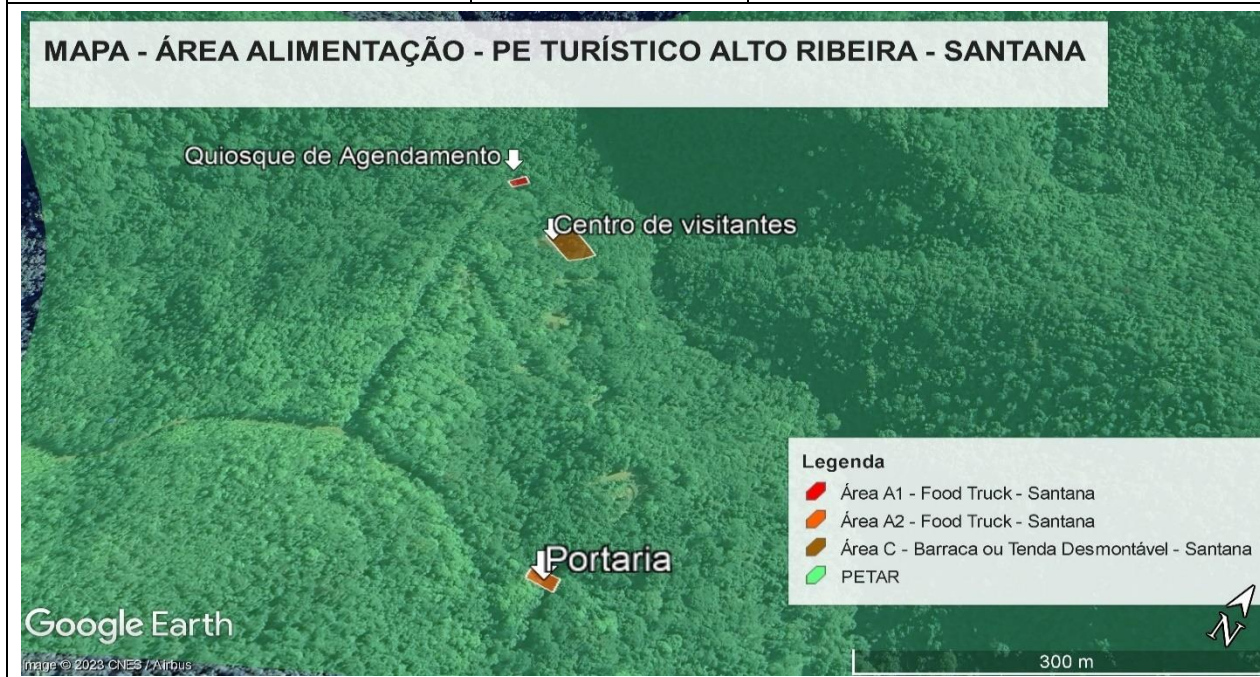 MAPA - ÁREA ALIMENTAÇÃO - PE TURÍSTICO ALTO RIBEIRA - SANTANA
Quiosque de Agendamento
Centro de visitantes
Portaria
Legenda
Área A1 - Food Truck - Santana
Área A2 - Food Truck - Santana
Área C - Barraca ou Tenda Desmontável - Santana
PETAR
Google Earth
Image © 2023 CNES / Airbus
N
300 m